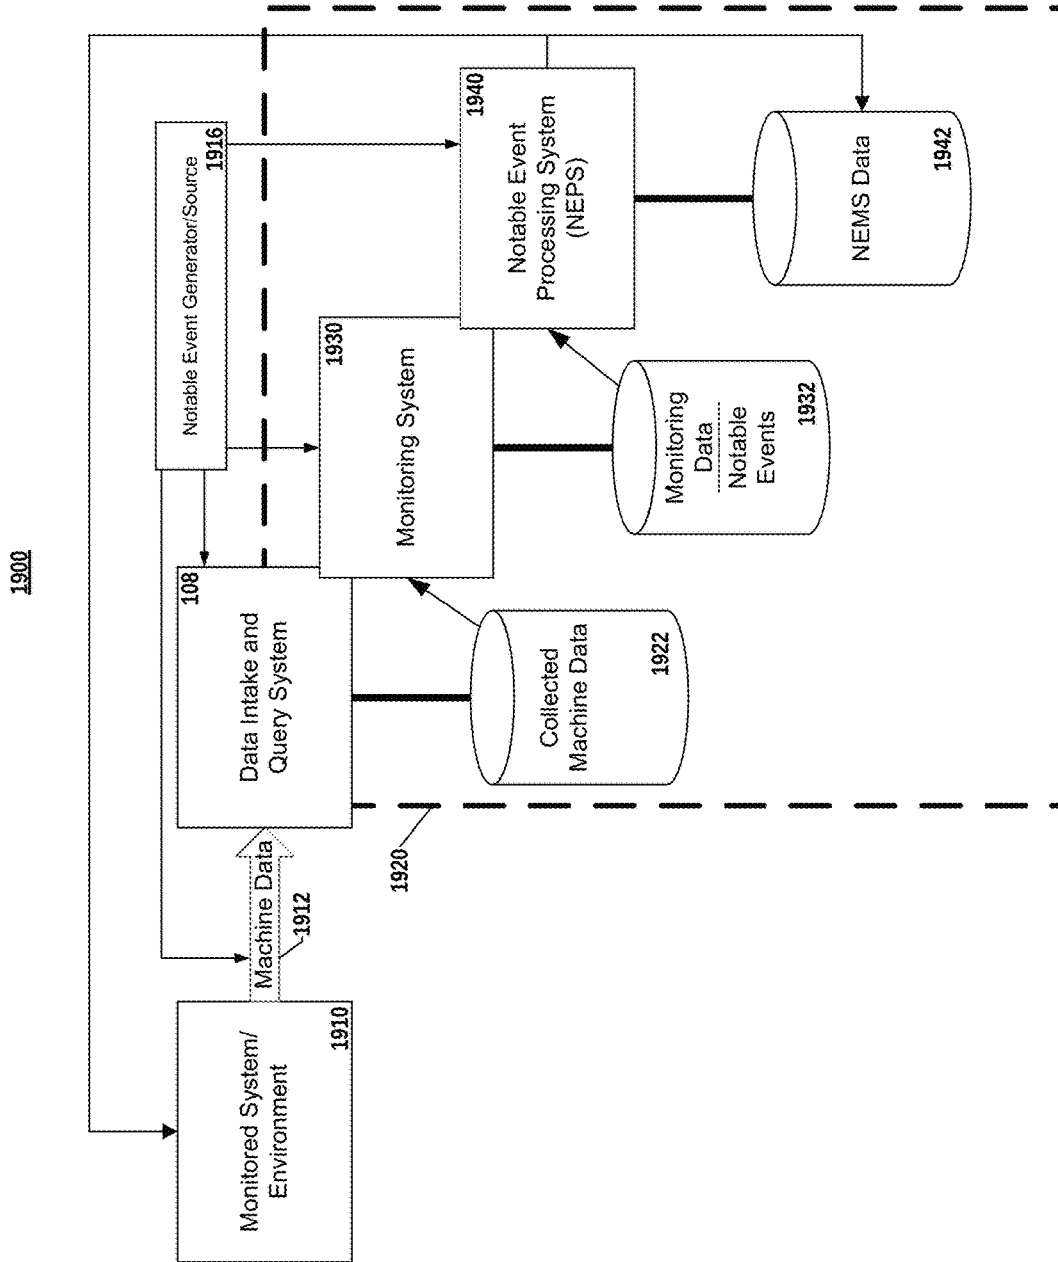 1900
Monitored System/
Environment
1910
Machine Data
1912
Notable Event Generator/Source
1916
Data Intake and
Query System
108
1920
Collected
Machine Data
1922
Monitoring System
1930
Monitoring
Data
Notable
Events
1932
Notable Event
Processing System
(NEPS)
1940
NEMS Data
1942